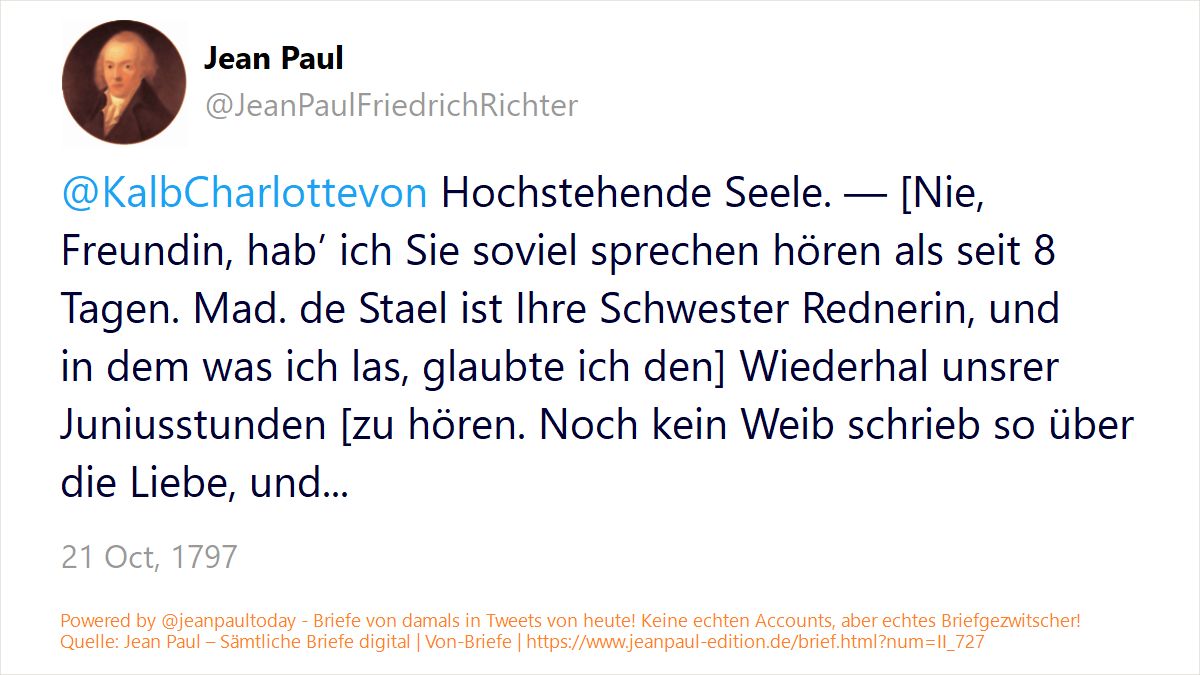 Jean Paul
@JeanPaulFriedrichRichter
@KalbCharlottevon Hochstehende Seele. — [Nie,
Freundin, hab’ ich Sie soviel sprechen hören als seit 8
Tagen. Mad. de Stael ist Ihre Schwester Rednerin, und
in dem was ich las, glaubte ich den] Wiederhal unsrer
Juniusstunden [zu hören. Noch kein Weib schrieb so über
die Liebe, und...
21 Oct, 1797
Powered by @jeanpaultoday - Briefe von damals in Tweets von heute! Keine echten Accounts, aber echtes Briefgezwitscher!
Quelle: Jean Paul – Sämtliche Briefe digital | Von-Briefe | https://www.jeanpaul-edition.de/brief.html?num=II_727